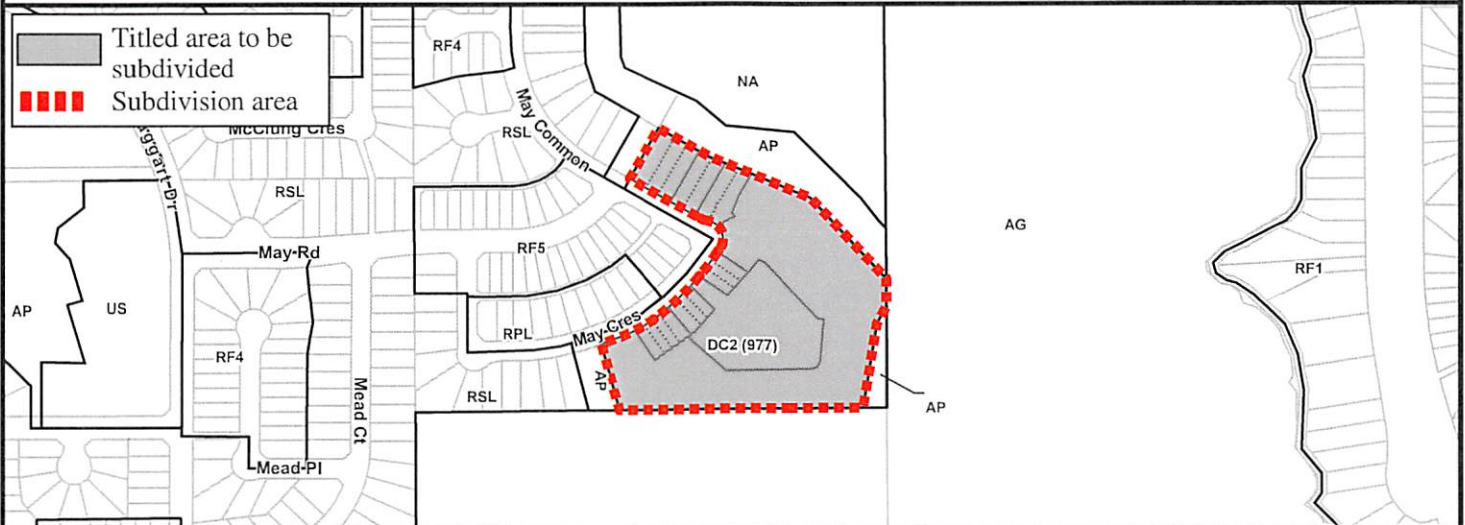 Titled area to be
subdivided
Subdivision area
RF4
NA
May Common
McClung Cres
RSL
AP
RSL
AG
May Rd
RF5
RF1
AP
US
RPL
May Cres
DC2 (977)
RF4
AP
RSL
Mead Ct
AP
Mead Pl